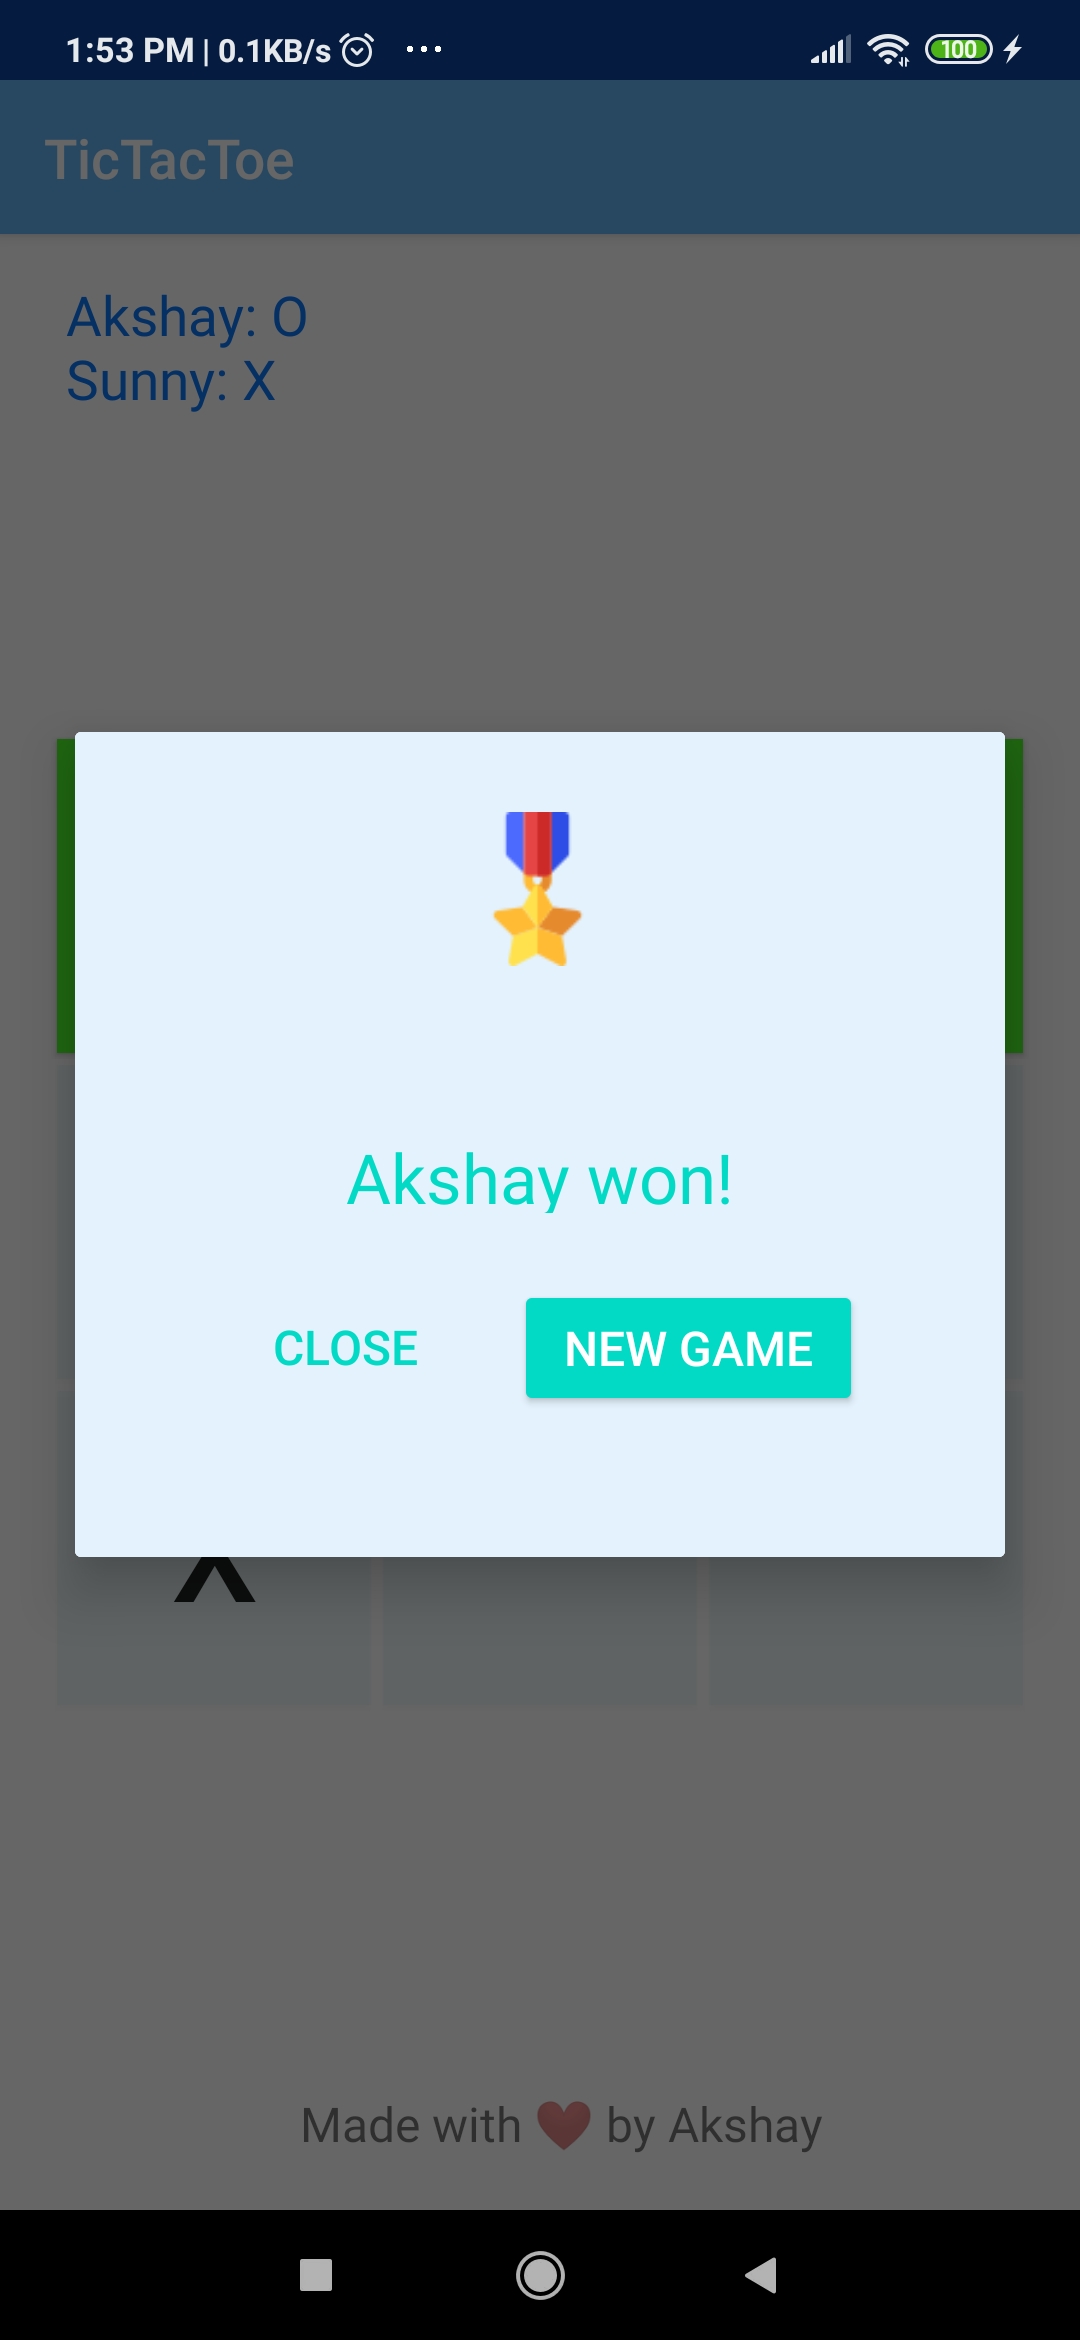 1:53 PM | 0.1KB/s ... 100
TicTacToe
Akshay: O
Sunny: X
Akshay won!
CLOSE NEW GAME
X
Made with ❤ by Akshay